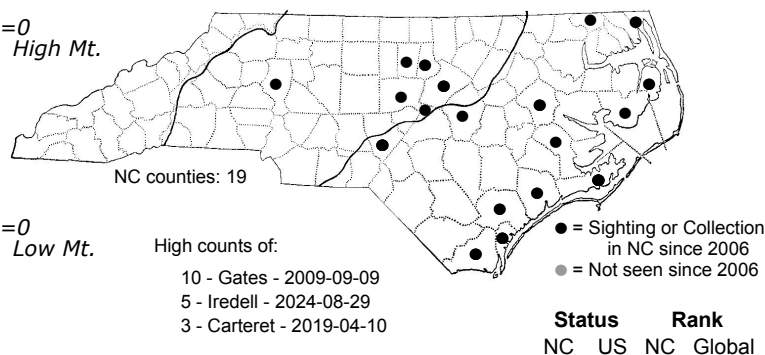 =0
High Mt.
NC counties: 19
=0
Low Mt.
High counts of:
10 - Gates - 2009-09-09
5 - Iredell - 2024-08-29
3 - Carteret - 2019-04-10
● = Sighting or Collection
in NC since 2006
● = Not seen since 2006
Status Rank
NC US NC Global